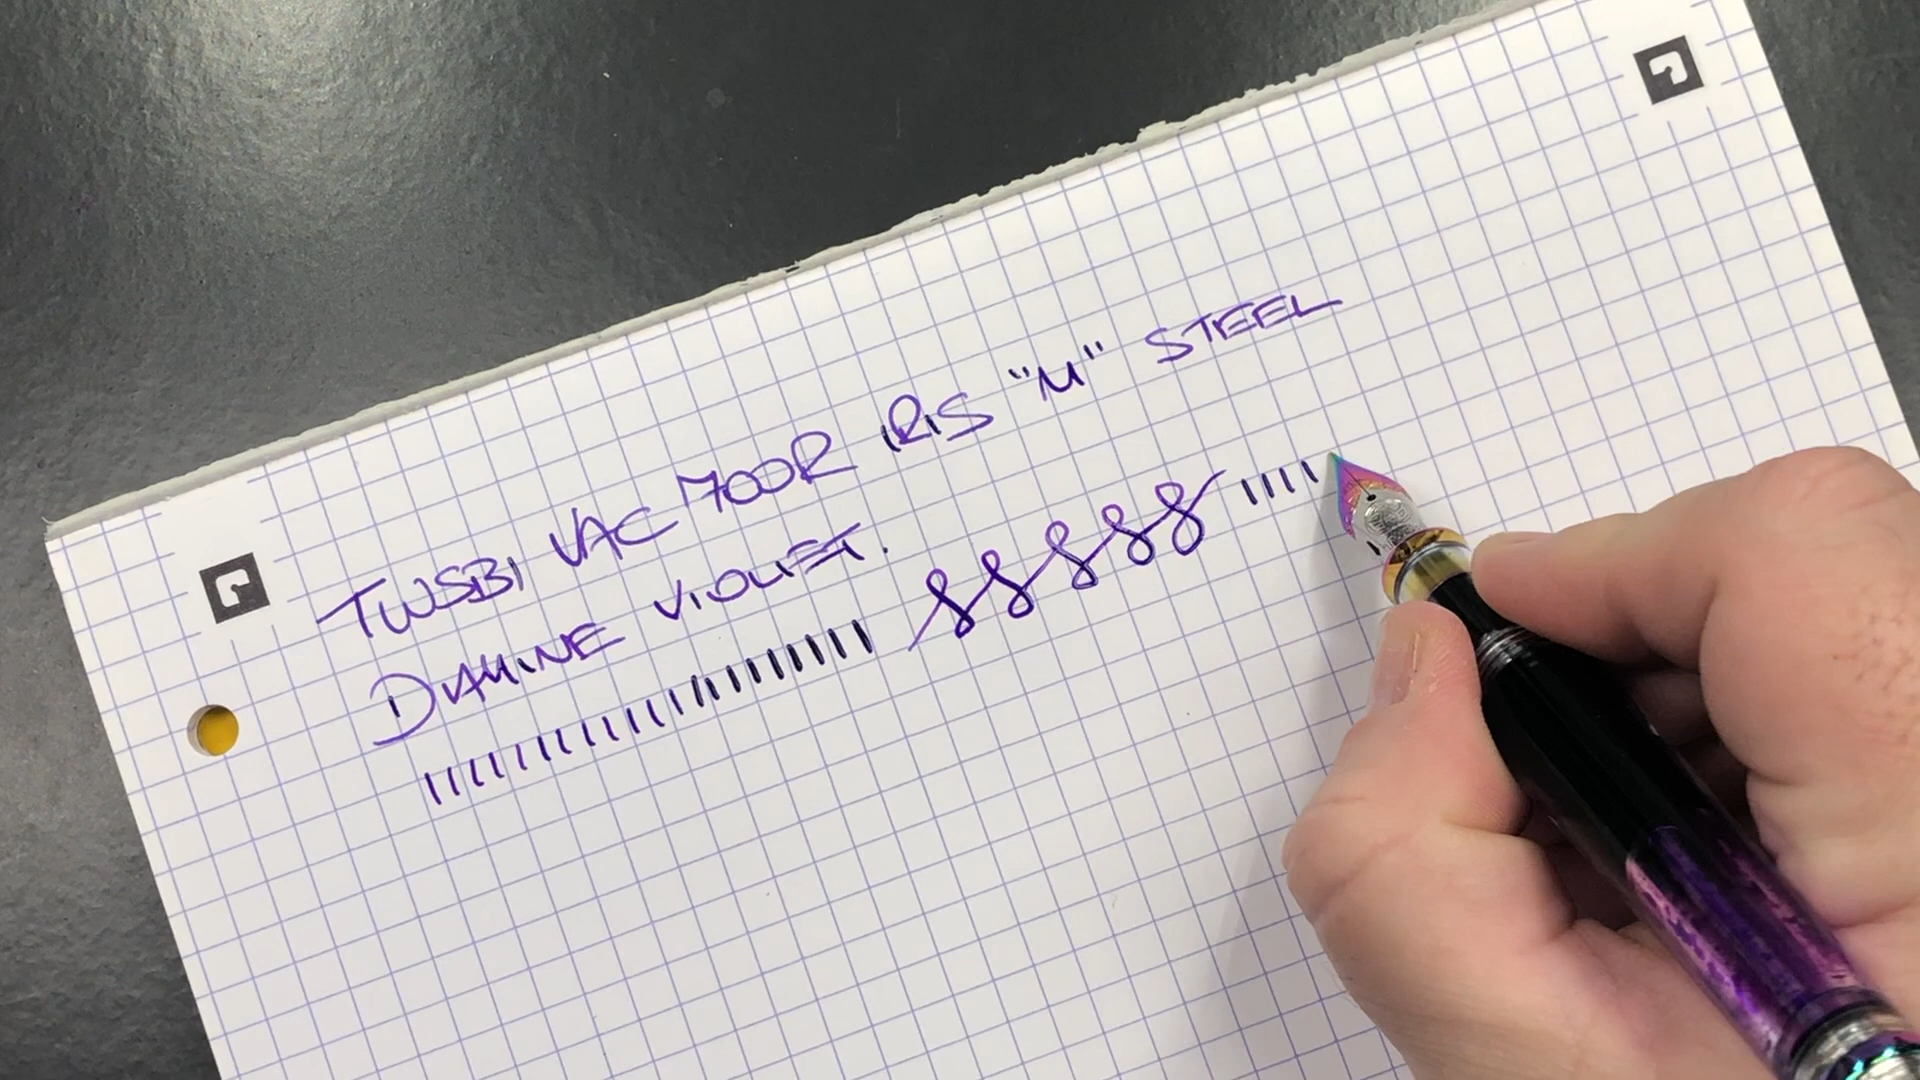 TWSBI VAC 700R IRIS "M" STEEL
DIAMINE VIOLET.